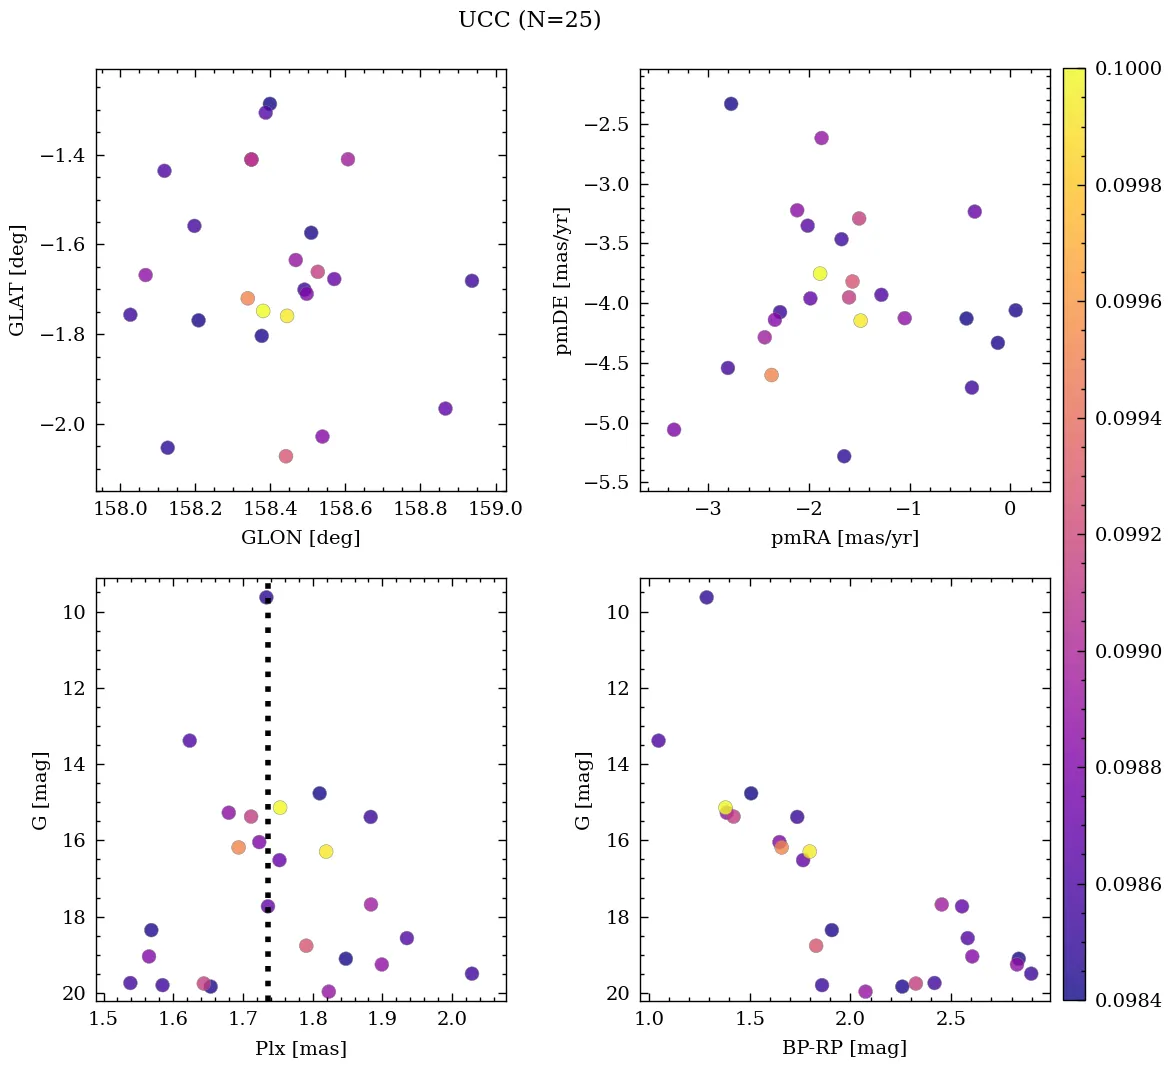 UCC (N=25)
−1.4
−1.6
−1.8
−2.0
GLAT [deg]
158.0 158.2 158.4 158.6 158.8 159.0
GLON [deg]
−2.5
−3.0
−3.5
−4.0
−4.5
−5.0
−5.5
pmDE [mas/yr]
−3 −2 −1 0
pmRA [mas/yr]
10
12
14
16
18
20
G [mag]
1.5 1.6 1.7 1.8 1.9 2.0
Plx [mas]
10
12
14
16
18
20
G [mag]
1.0 1.5 2.0 2.5
BP-RP [mag]
0.1000
0.0998
0.0996
0.0994
0.0992
0.0990
0.0988
0.0986
0.0984